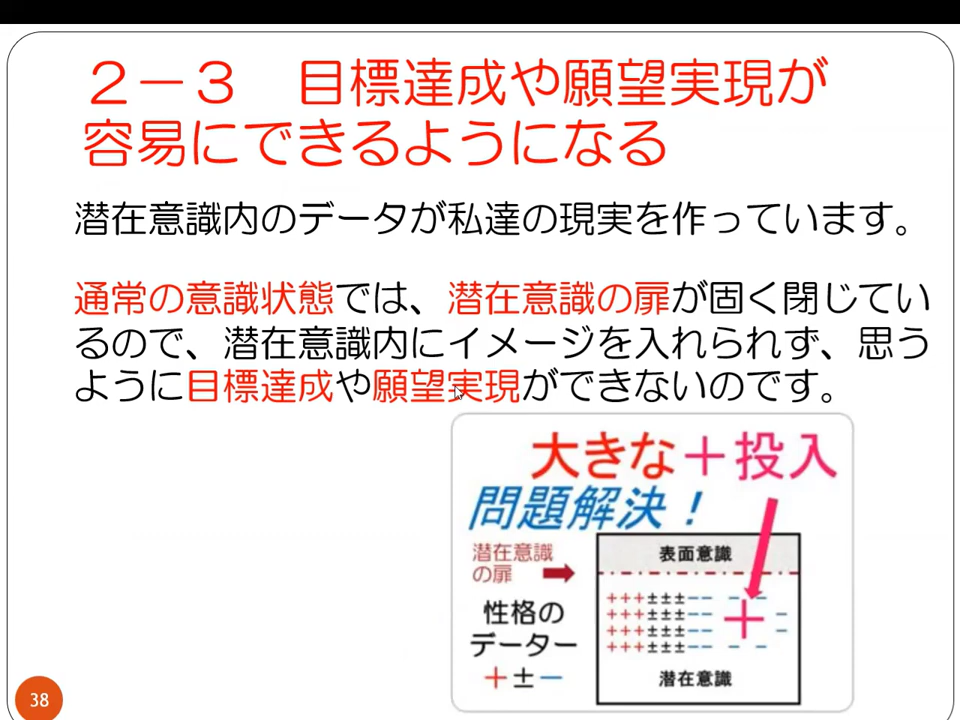 ２－３　目標達成や願望実現が
容易にできるようになる
潜在意識内のデータが私達の現実を作っています。
通常の意識状態では、潜在意識の扉が固く閉じてい
るので、潜在意識内にイメージを入れられず、思う
ように目標達成や願望実現ができないのです。
大きな＋投入
問題解決！
潜在意識
の扉
表面意識
性格の
データー
＋±－
+++±±±－－ －－
+++±±±－－ －
+++±±±－－ －
+++±±±－－ －－
＋
潜在意識
38